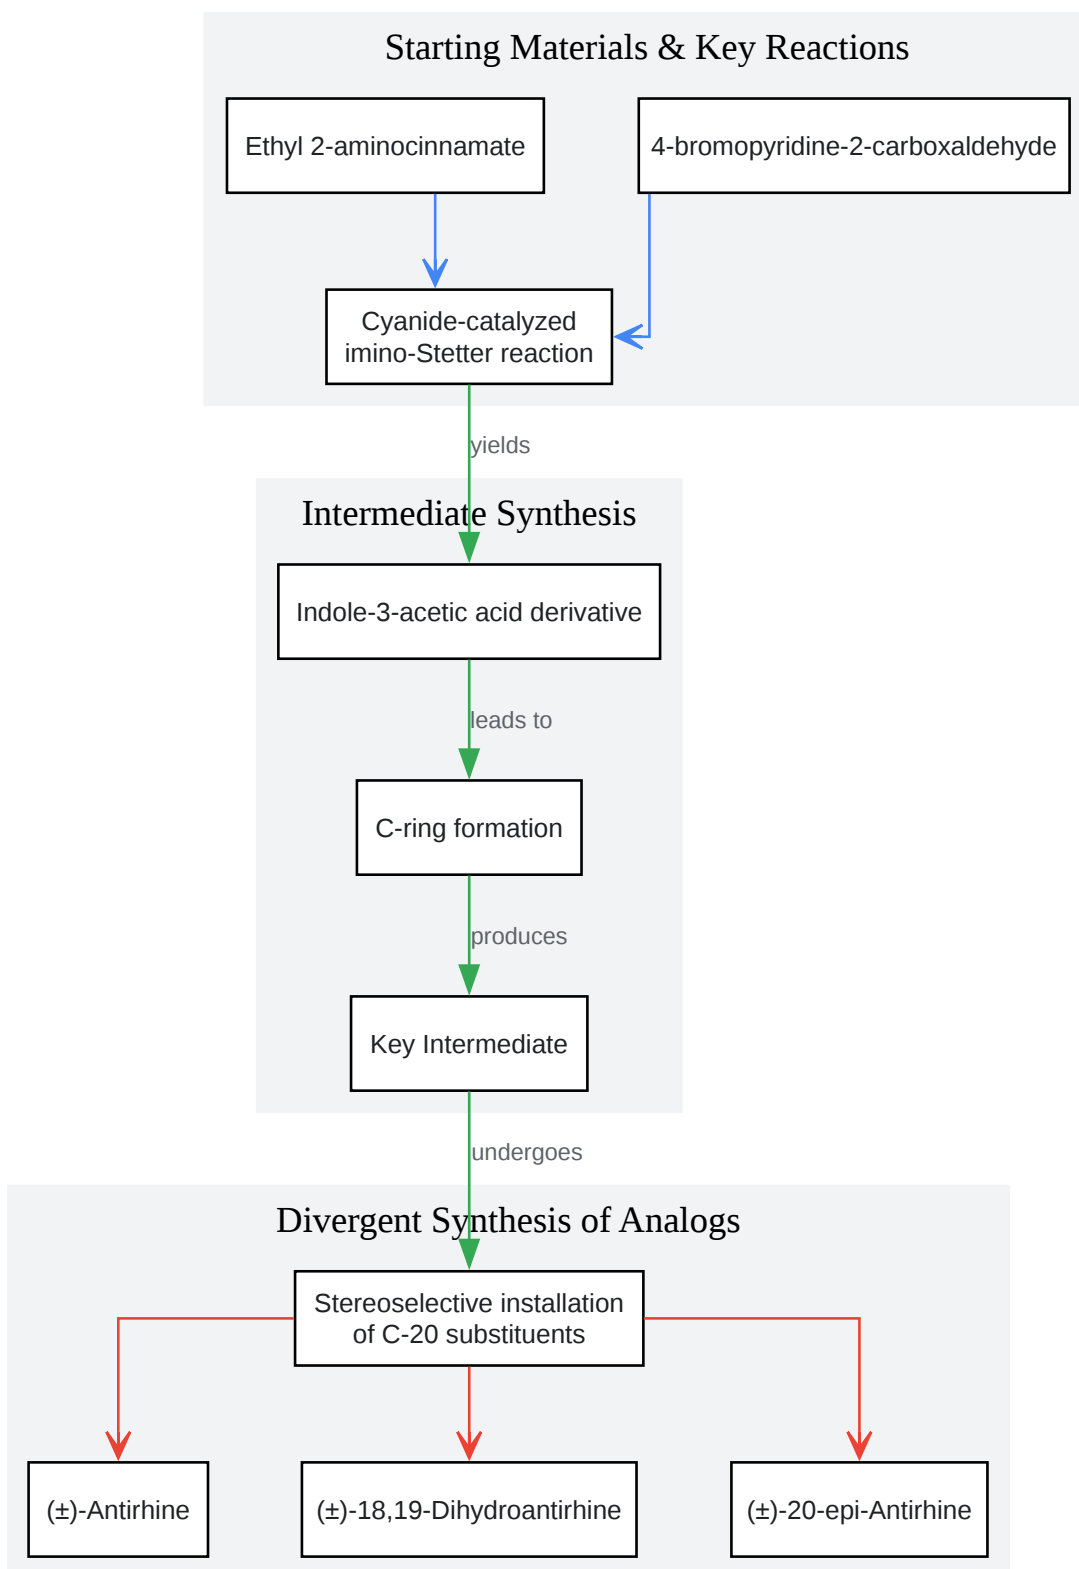 Starting Materials & Key Reactions
Ethyl 2-aminocinnamate
4-bromopyridine-2-carboxaldehyde
Cyanide-catalyzed
imino-Stetter reaction
yields
Intermediate Synthesis
Indole-3-acetic acid derivative
leads to
C-ring formation
produces
Key Intermediate
undergoes
Divergent Synthesis of Analogs
Stereoselective installation
of C-20 substituents
(±)-Antirhine
(±)-18,19-Dihydroantirhine
(±)-20-epi-Antirhine